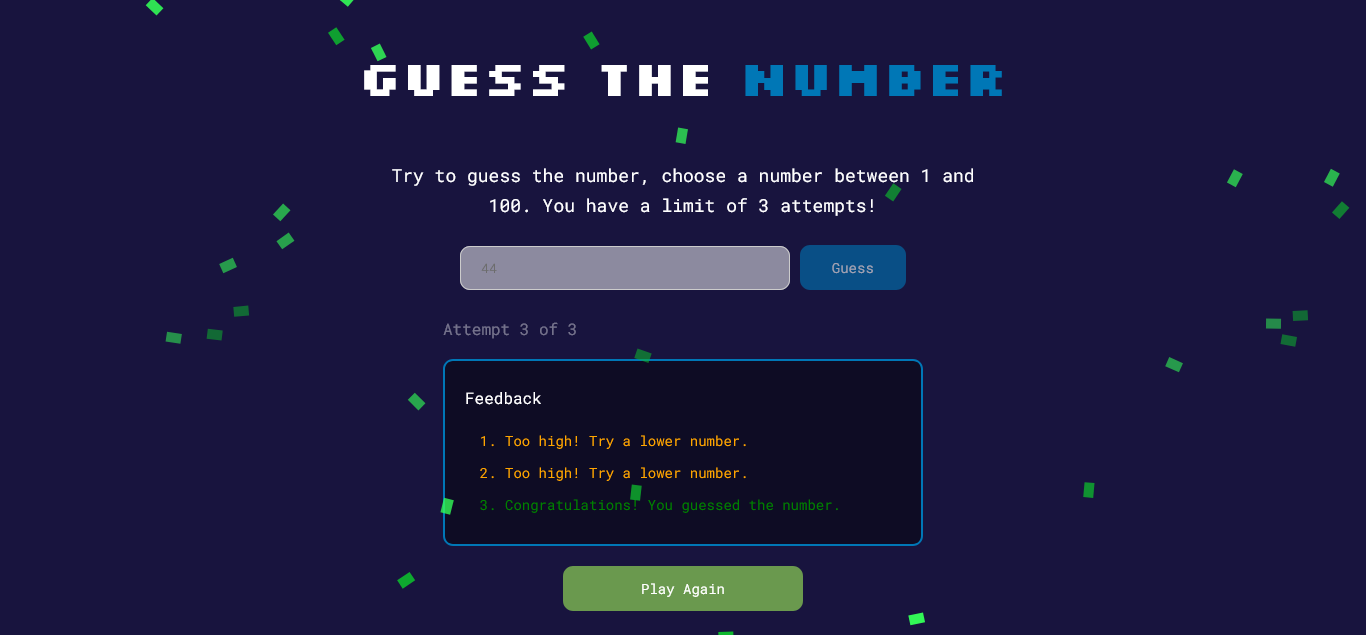 GUESS THE NUMBER
Try to guess the number, choose a number between 1 and
100. You have a limit of 3 attempts!
44
Guess
Attempt 3 of 3
Feedback
1. Too high! Try a lower number.
2. Too high! Try a lower number.
3. Congratulations! You guessed the number.
Play Again